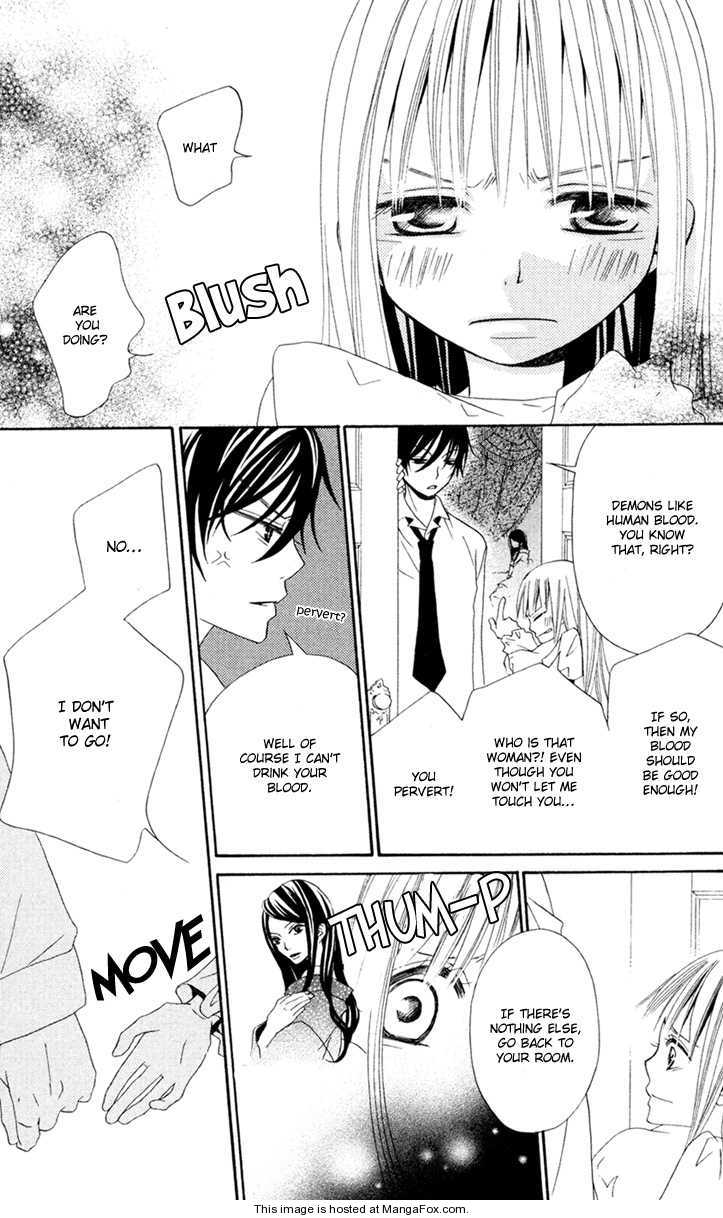 WHAT
ARE
YOU
DOING?
Blush
DEMONS LIKE
HUMAN BLOOD.
YOU KNOW
THAT, RIGHT?
IF SO,
THEN MY
BLOOD
SHOULD
BE GOOD
ENOUGH!
WHO IS THAT
WOMAN?! EVEN
THOUGH YOU
WON'T LET ME
TOUCH YOU...
YOU
PERVERT!
pervert?
WELL OF
COURSE I CAN'T
DRINK YOUR
BLOOD.
NO...
I DON'T
WANT
TO GO!
IF THERE'S
NOTHING ELSE,
GO BACK TO
YOUR ROOM.
THUM-P
MOVE
This image is hosted at MangaFox.com.